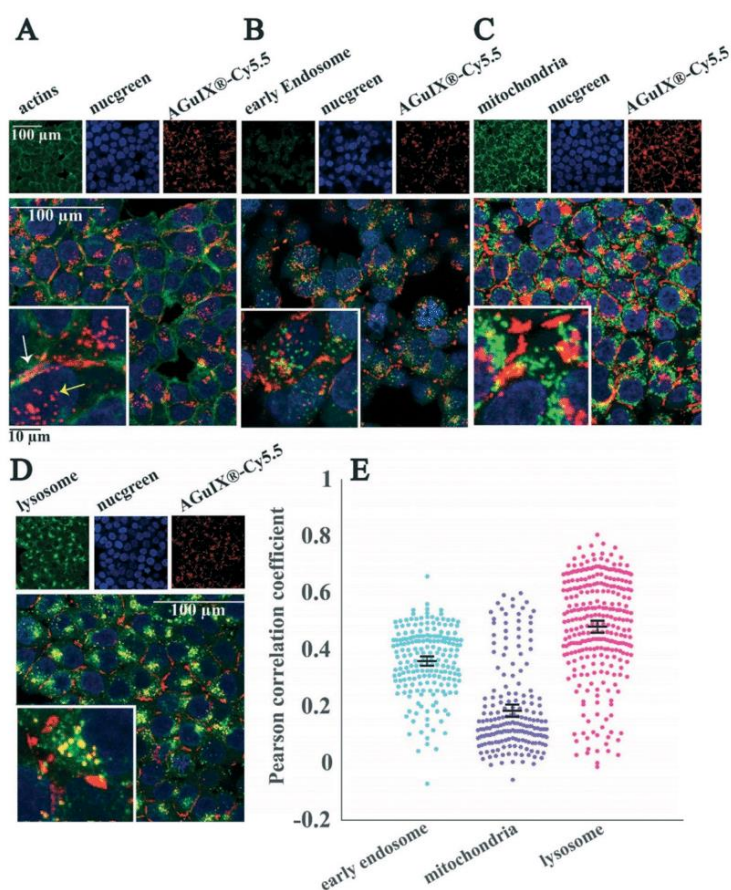 A
B
C
actins
nucgreen
AGuIX®-Cy5.5
early Endosome
nucgreen
AGuIX®-Cy5.5
mitochondria
nucgreen
AGuIX®-Cy5.5
100 µm
100 µm
10 µm
D
lysosome
nucgreen
AGuIX®-Cy5.5
100 µm
E
Pearson correlation coefficient
1
0.8
0.6
0.4
0.2
0
-0.2
early endosome
mitochondria
lysosome